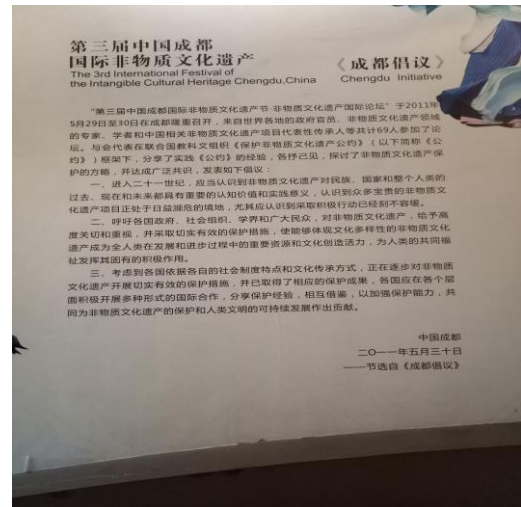 第三届中国成都
国际非物质文化遗产
The 3rd International Festival of
the Intangible Cultural Heritage Chengdu,China
《成都倡议》
Chengdu Initiative
“第三届中国成都国际非物质文化遗产节·非物质文化遗产国际论坛”于2011年
5月29日至30日在成都隆重召开，来自世界各地的政府官员、非物质文化遗产领域
的专家、学者和中国相关非物质文化遗产项目代表性传承人等共计69人参加了论
坛。与会代表在联合国教科文组织《保护非物质文化遗产公约》（以下简称《公
约》）框架下，分享了实践《公约》的经验，各抒己见，探讨了非物质文化遗产保
护的方略，并达成广泛共识，发表如下倡议：
一、进入二十一世纪，应当认识到非物质文化遗产对民族、国家和整个人类的
过去、现在和未来都具有重要的认知价值和实践意义，认识到众多宝贵的非物质文
化遗产项目正处于日益濒危的境地，尤其应认识到采取积极行动已经刻不容缓。
二、呼吁各国政府、社会组织、学界和广大民众，对非物质文化遗产，给予高
度关切和重视，并采取切实有效的保护措施，使能够体现文化多样性的非物质文化
遗产成为全人类在发展和进步过程中的重要资源和文化创造活力，为人类的共同福
祉发挥其固有的积极作用。
三、考虑到各国依据各自的社会制度特点和文化传承方式，正在逐步对非物质
文化遗产开展切实有效的保护措施，并已取得了相应的保护成果，各国应在各个层
面积极开展多种形式的国际合作，分享保护经验，相互借鉴，以加强保护能力，共
同为非物质文化遗产的保护和人类文明的可持续发展作出贡献。
中国成都
二〇一一年五月三十日
——节选自《成都倡议》